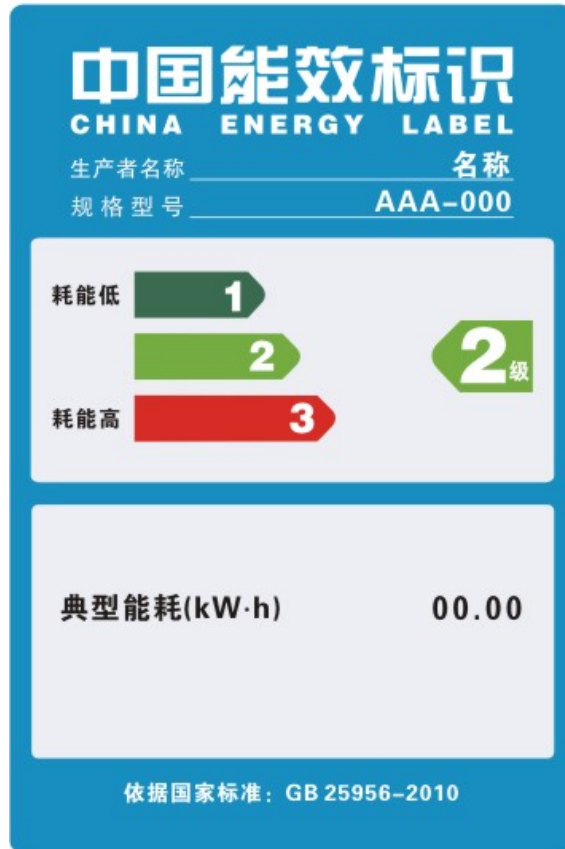 中国能效标识
CHINA ENERGY LABEL
生产者名称 名称
规格型号 AAA-000
耗能低 1
2 2级
耗能高 3
典型能耗(kW·h) 00.00
依据国家标准：GB 25956-2010